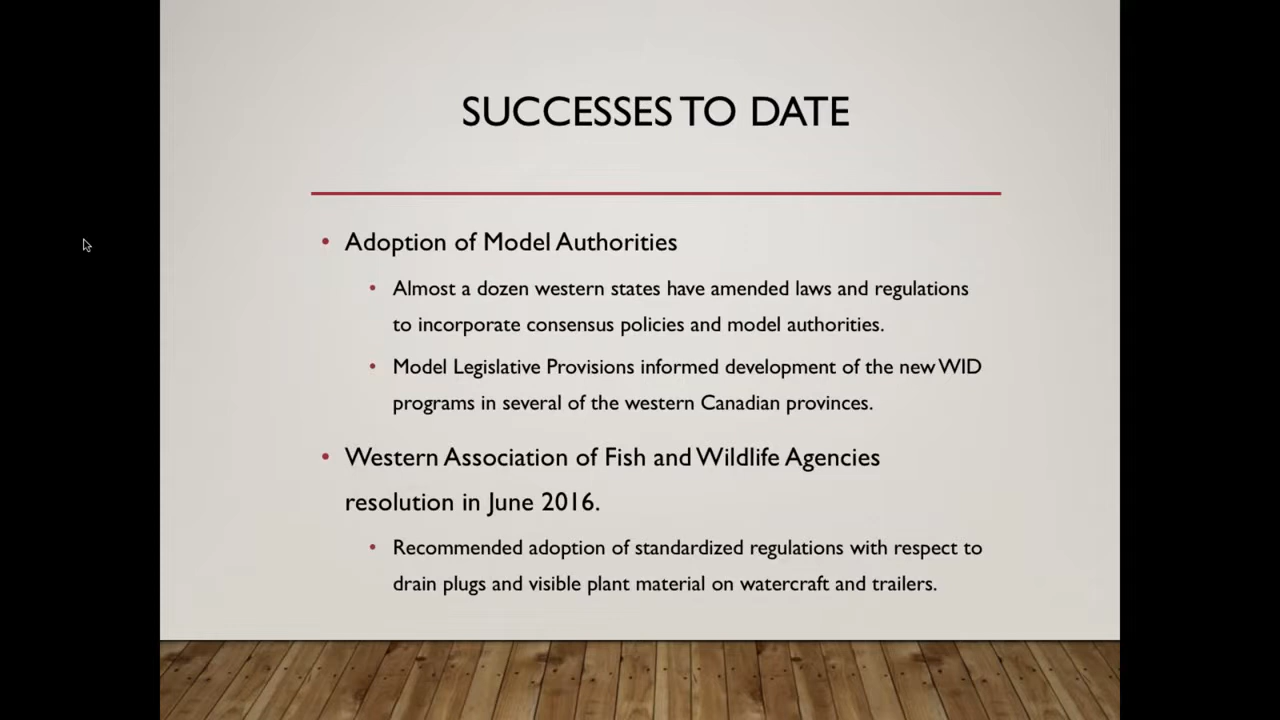 SUCCESSES TO DATE
• Adoption of Model Authorities
• Almost a dozen western states have amended laws and regulations
to incorporate consensus policies and model authorities.
• Model Legislative Provisions informed development of the new WID
programs in several of the western Canadian provinces.
• Western Association of Fish and Wildlife Agencies
resolution in June 2016.
• Recommended adoption of standardized regulations with respect to
drain plugs and visible plant material on watercraft and trailers.